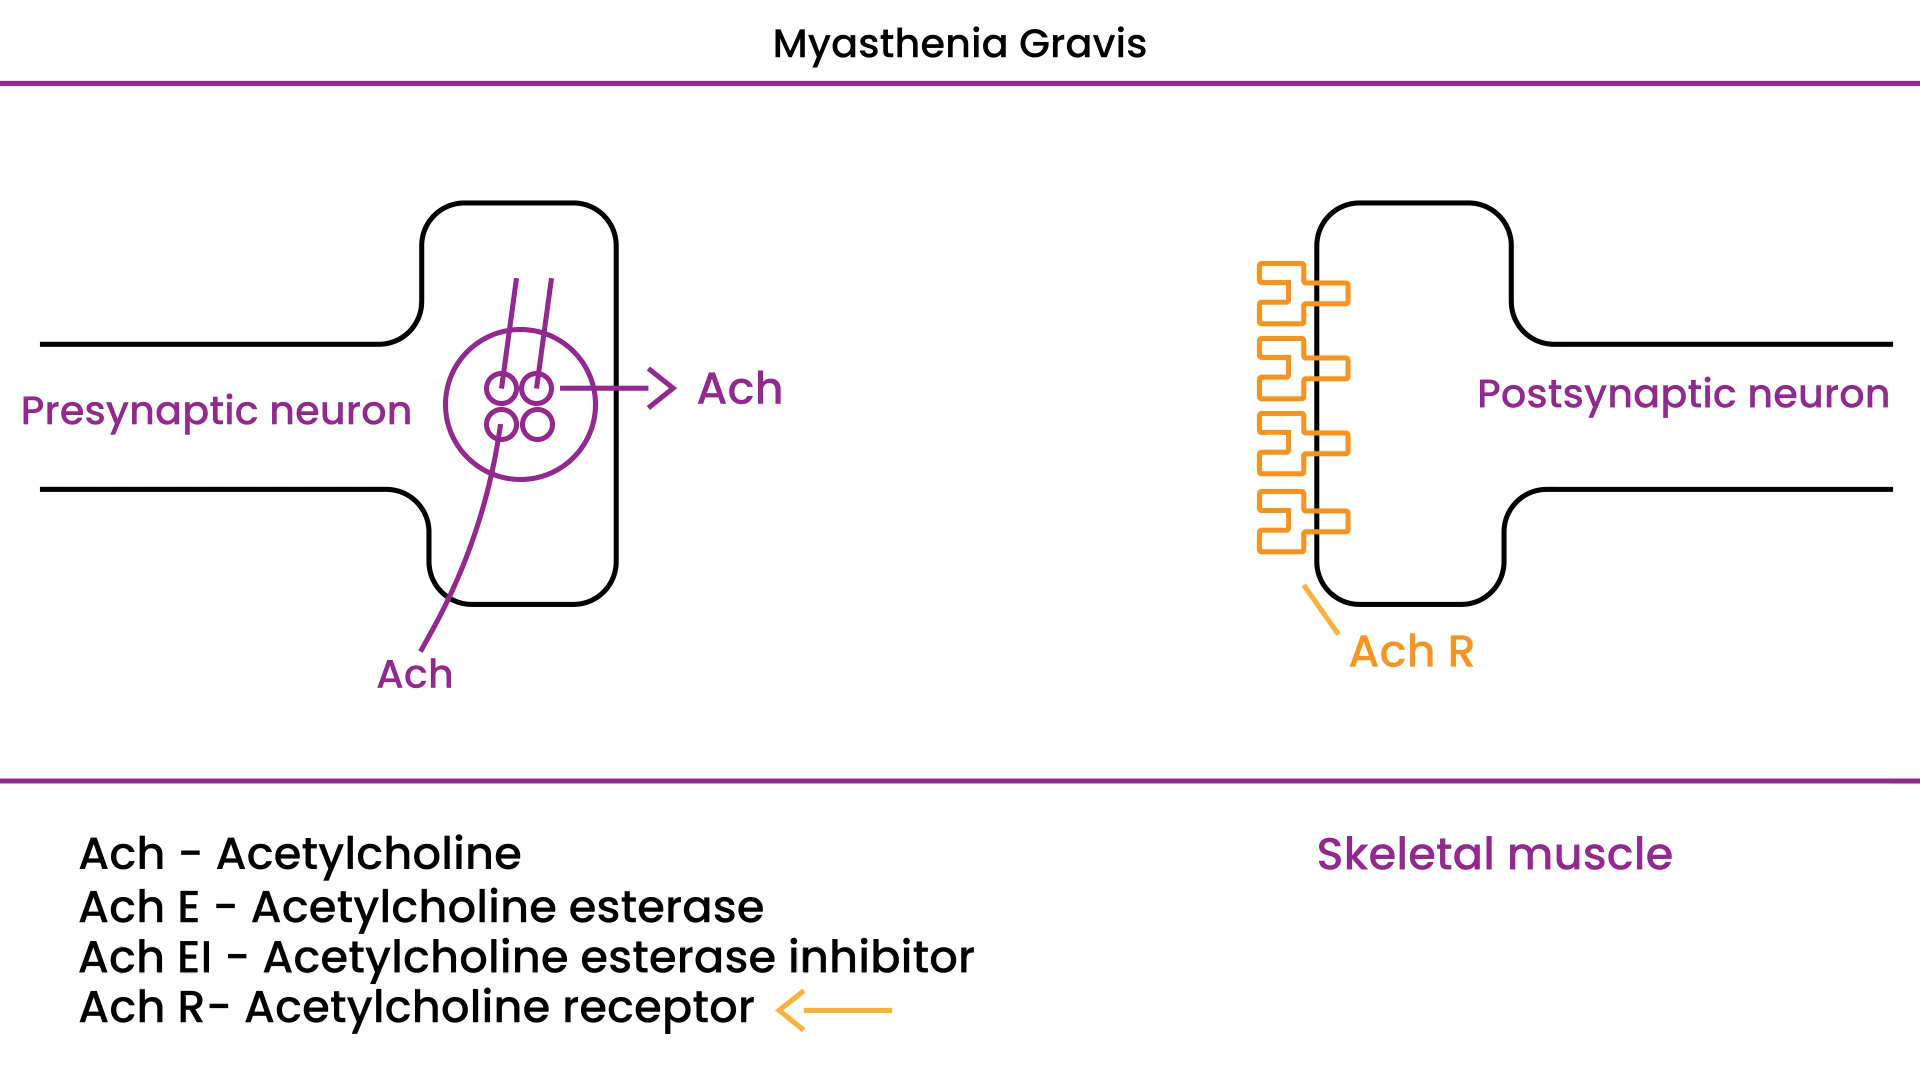 Myasthenia Gravis
Presynaptic neuron
Ach
Ach
Postsynaptic neuron
Ach R
Ach - Acetylcholine
Ach E - Acetylcholine esterase
Ach EI - Acetylcholine esterase inhibitor
Ach R- Acetylcholine receptor
Skeletal muscle